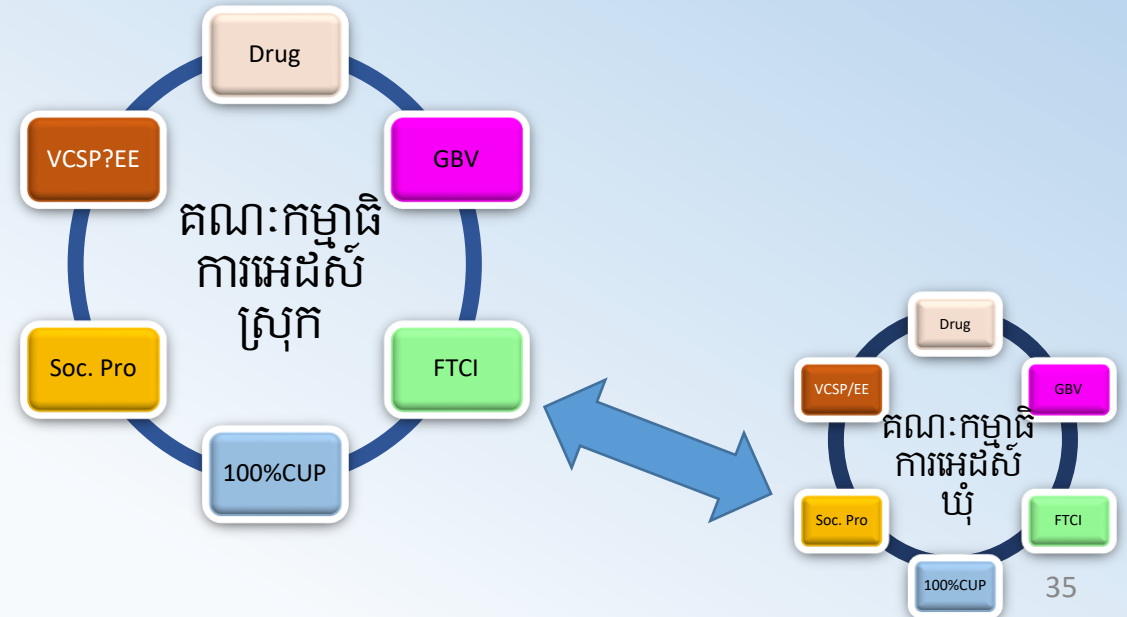 Drug
VCSP?EE
GBV
គណៈកម្មាធិ
ការអេដស៍
ស្រុក
Soc. Pro
FTCI
100%CUP
Drug
VCSP/EE
GBV
គណៈកម្មាធិ
ការអេដស៍
ឃុំ
Soc. Pro
FTCI
100%CUP
35